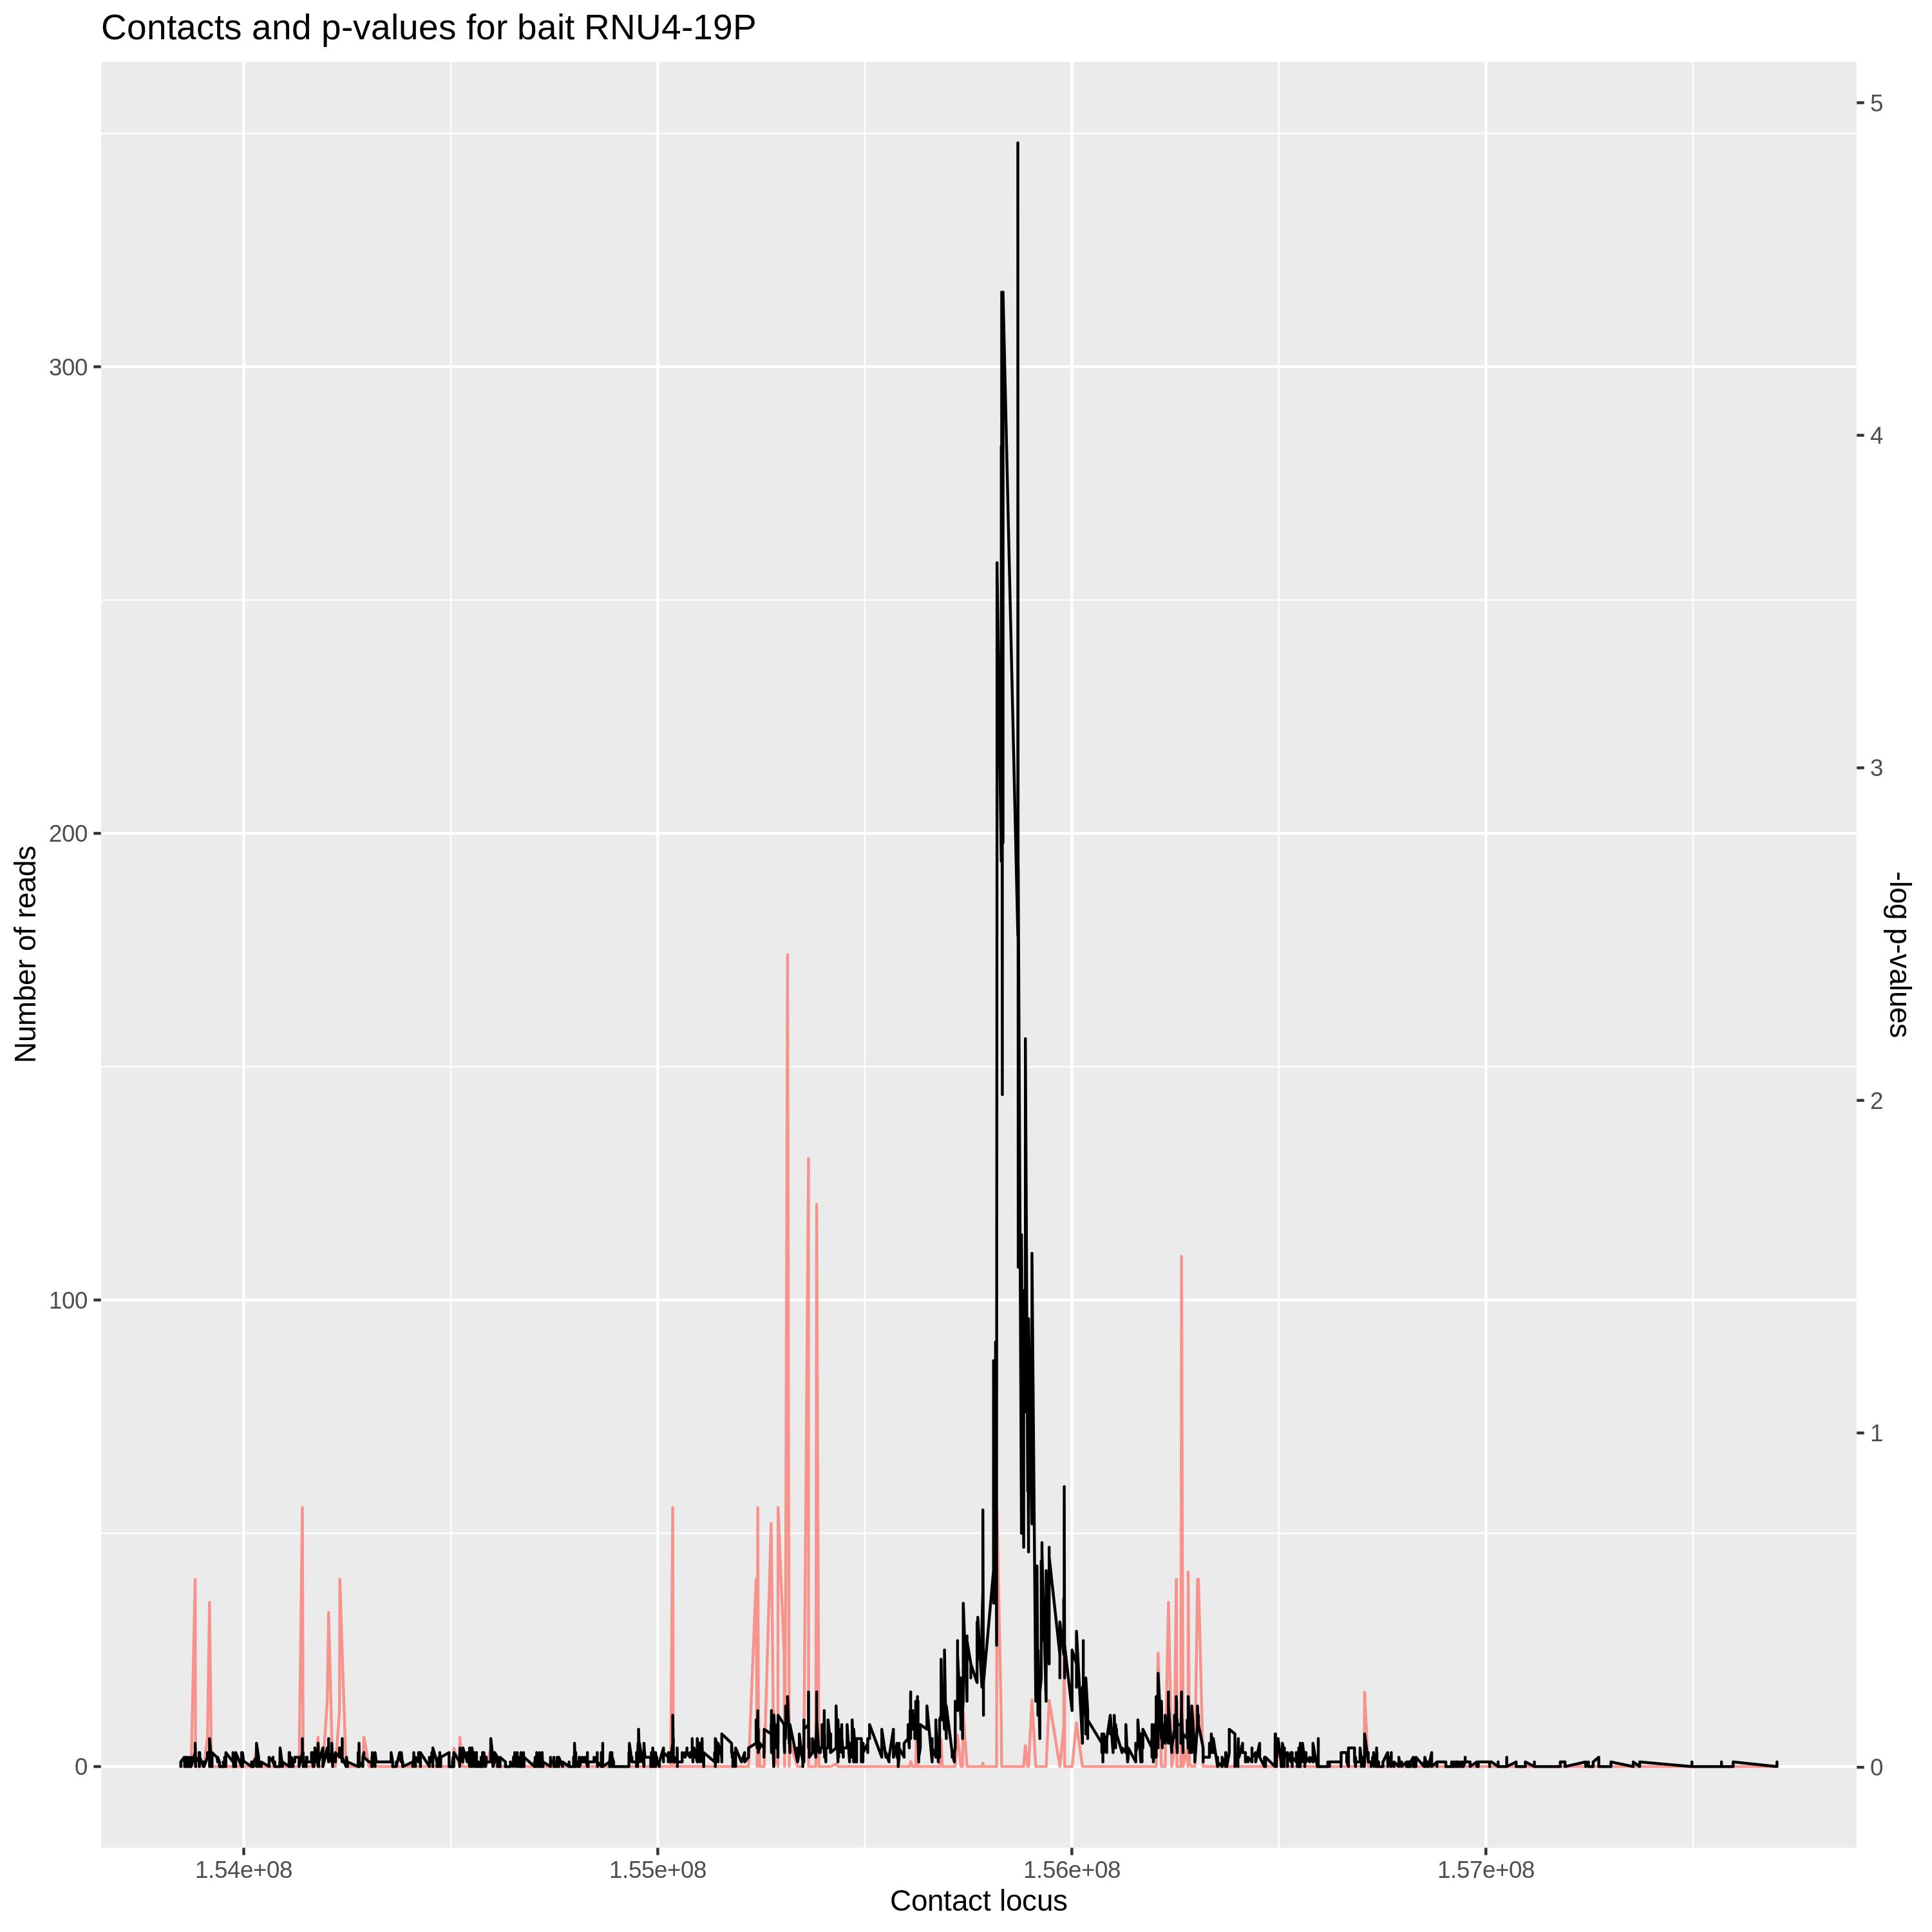 Contacts and p-values for bait RNU4-19P
5
4
3
2
1
0
-log p-values
300
200
100
0
Number of reads
1.54e+08
1.55e+08
1.56e+08
1.57e+08
Contact locus